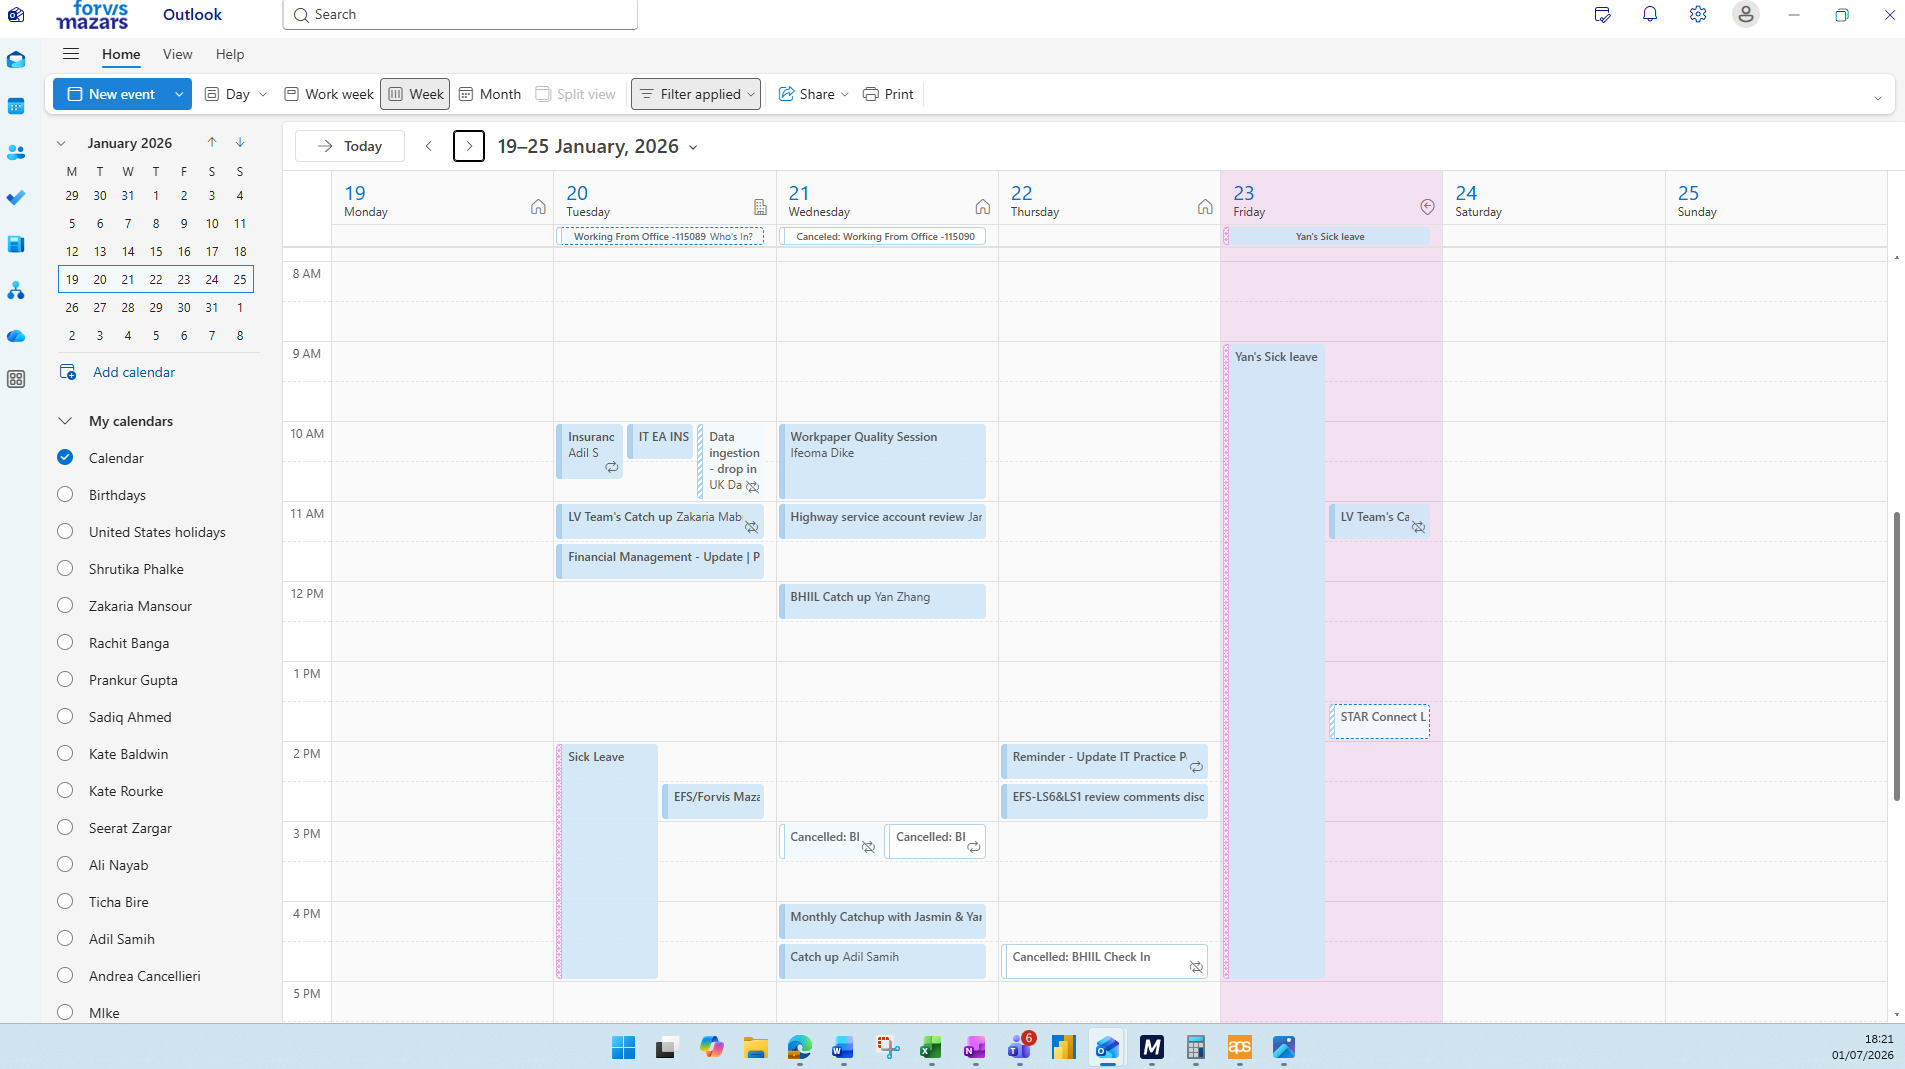 forvis
mazars
Outlook
Search
Home View Help
New event Day Work week Week Month Split view Filter applied Share Print
January 2026
M T W T F S S
29 30 31 1 2 3 4
5 6 7 8 9 10 11
12 13 14 15 16 17 18
19 20 21 22 23 24 25
26 27 28 29 30 31 1
2 3 4 5 6 7 8
Add calendar
My calendars
Calendar
Birthdays
United States holidays
Shrutika Phalke
Zakaria Mansour
Rachit Banga
Prankur Gupta
Sadiq Ahmed
Kate Baldwin
Kate Rourke
Seerat Zargar
Ali Nayab
Ticha Bire
Adil Samih
Andrea Cancellieri
MIke
Today 19–25 January, 2026
19 Monday
20 Tuesday
21 Wednesday
22 Thursday
23 Friday
24 Saturday
25 Sunday
Working From Office -115089 Who's In?
Canceled: Working From Office -115090
Yan's Sick leave
8 AM
9 AM
Yan's Sick leave
10 AM
Insuranc
Adil S
IT EA INS
Data
ingestion
- drop in
UK Da
Workpaper Quality Session
Ifeoma Dike
11 AM
LV Team's Catch up Zakaria Mab
Highway service account review Jar
LV Team's Ca
Financial Management - Update | P
12 PM
BHIIL Catch up Yan Zhang
1 PM
STAR Connect L
2 PM
Sick Leave
Reminder - Update IT Practice P
EFS/Forvis Maza
EFS-LS6&LS1 review comments disc
3 PM
Cancelled: BI
Cancelled: BI
4 PM
Monthly Catchup with Jasmin & Yar
Catch up Adil Samih
Cancelled: BHIIL Check In
5 PM
6
M
aps
18:21
01/07/2026